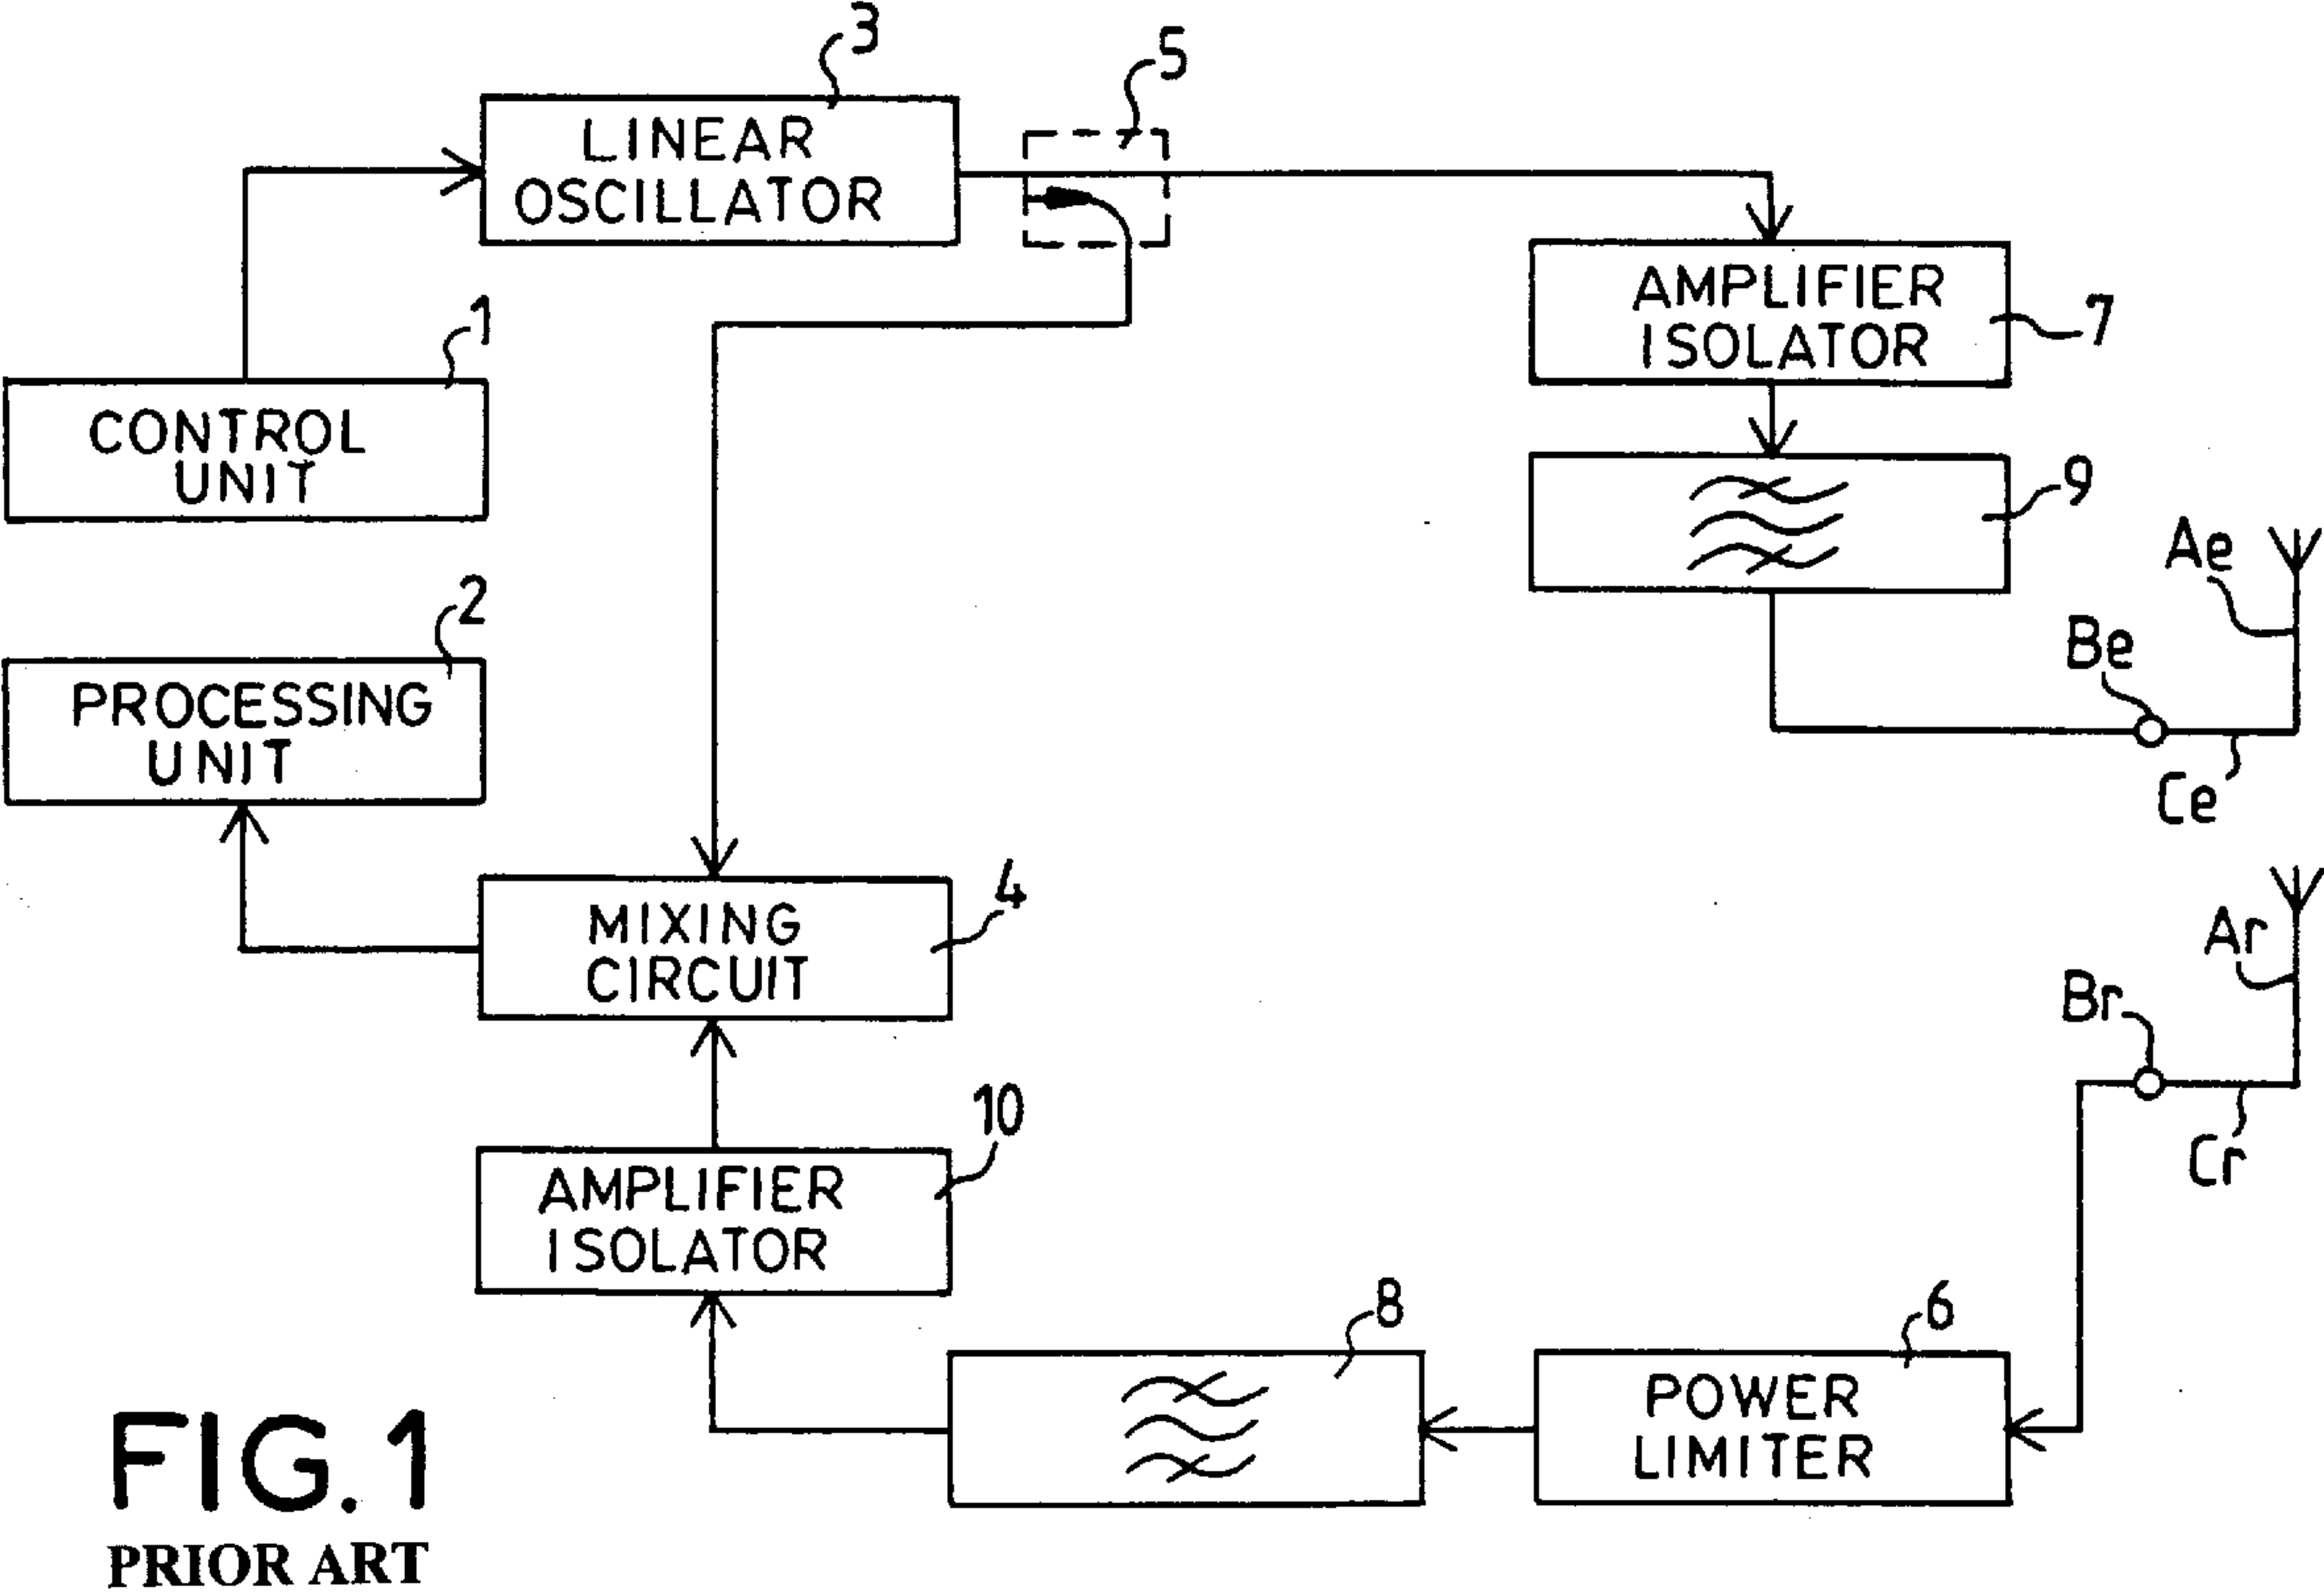 3
5
LINEAR
OSCILLATOR
AMPLIFIER
ISOLATOR
7
1
CONTROL
UNIT
9
Ae
2
Be
PROCESSING
UNIT
Ce
4
MIXING
CIRCUIT
Ar
Br
10
Cr
AMPLIFIER
ISOLATOR
8
6
POWER
LIMITER
FIG.1
PRIOR ART